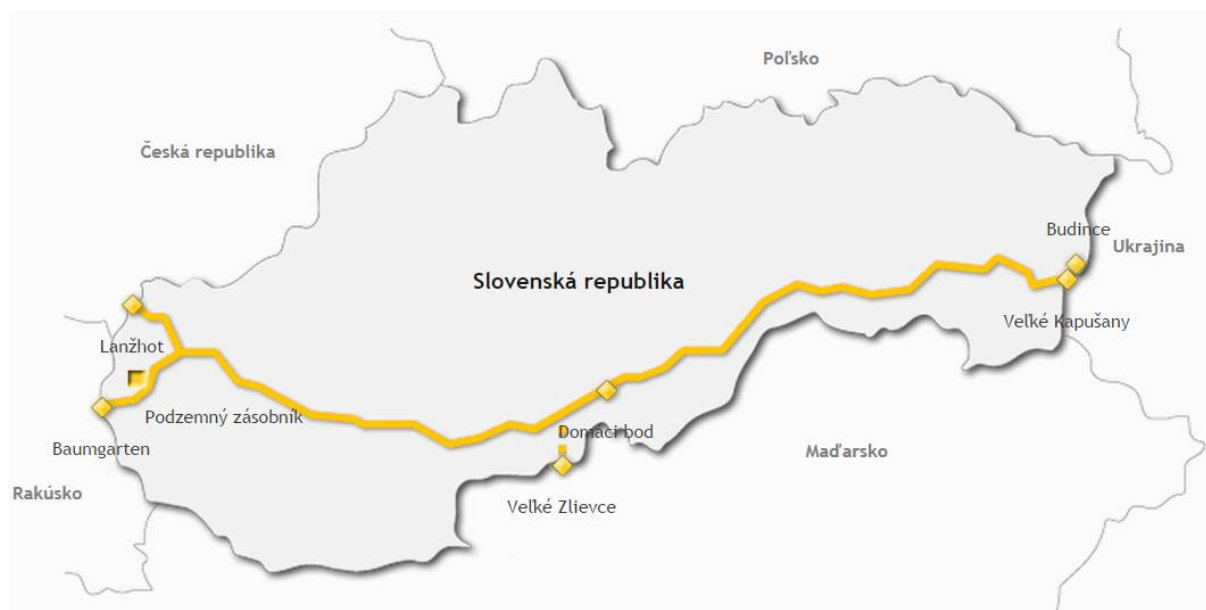 Poľsko
Česká republika
Budince
Ukrajina
Slovenská republika
Veľké Kapušany
Lanžhot
Podzemný zásobník
Domáci bod
Baumgarten
Maďarsko
Rakúsko
Veľké Zlievce